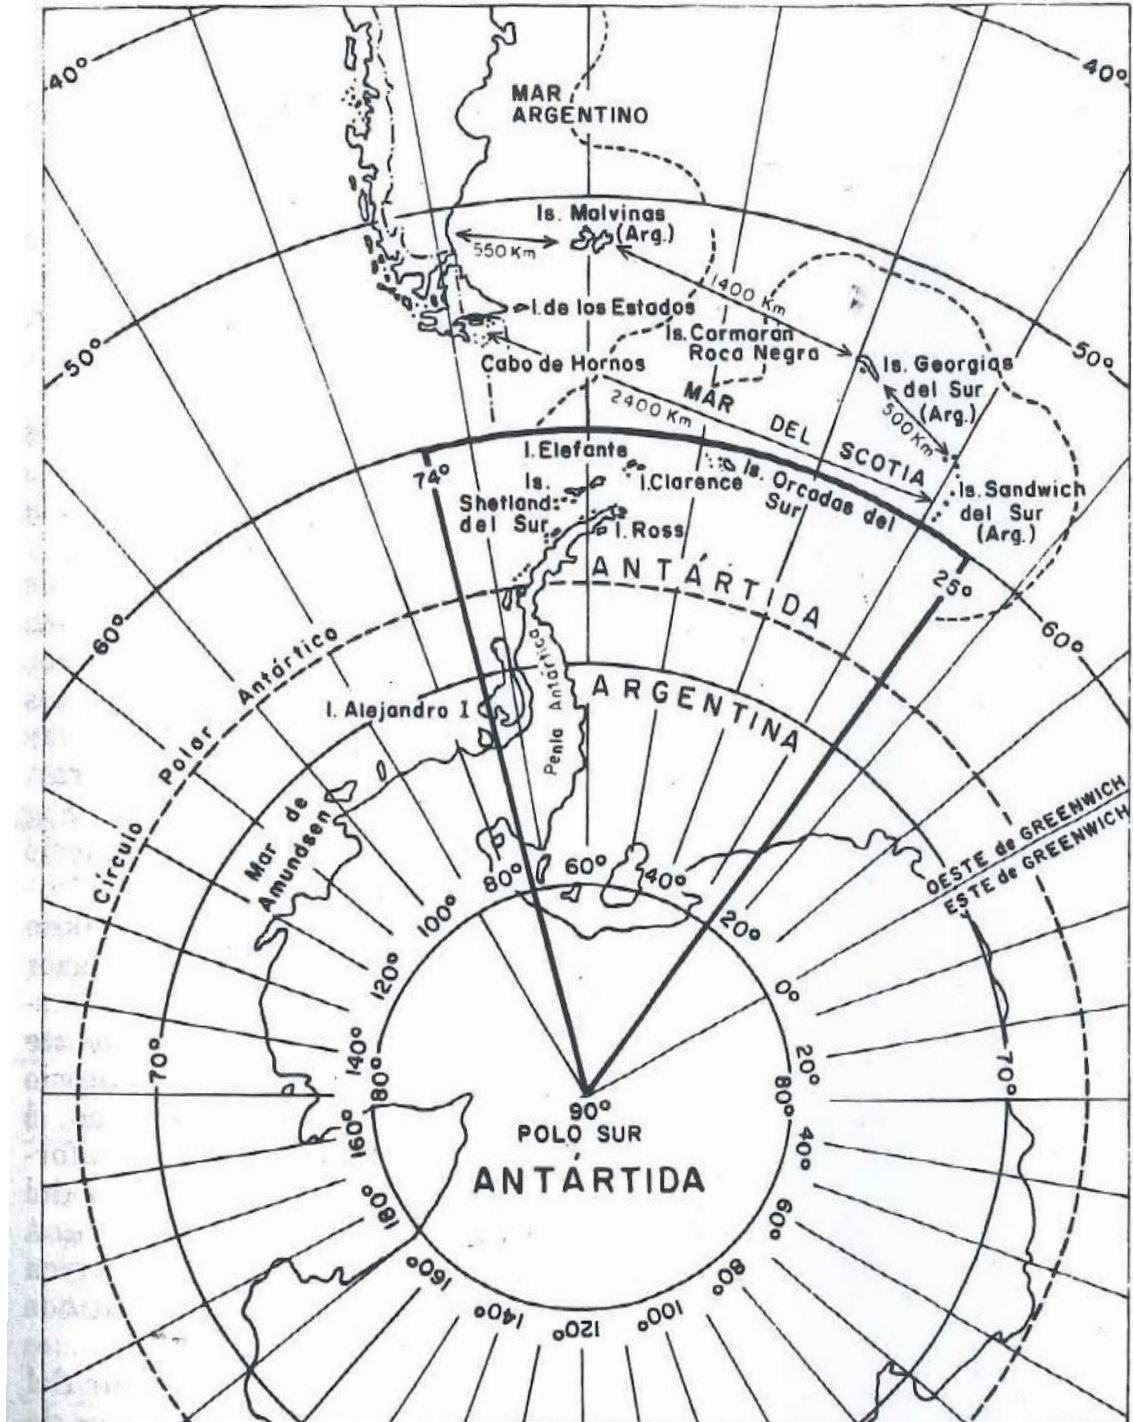 40°
40°
MAR
ARGENTINO
Is. Malvinas
(Arg.)
550 Km
1400 Km
I. de los Estados
Is. Cormorán
Roca Negra
50°
50°
Cabo de Hornos
Is. Georgias
del Sur
(Arg.)
2400 Km
500 Km
MAR DEL SCOTIA
I. Elefante
74°
Is.
Shetland
del Sur
I. Clarence
Is. Orcadas del
Sur
Is. Sandwich
del Sur
(Arg.)
I. Ross
ANTÁRTIDA
25°
60°
60°
Círculo Polar Antártico
ARGENTINA
I. Alejandro I
Penla Antártica
Mar de
Amundsen
OESTE de GREENWICH
ESTE de GREENWICH
80°
60°
40°
100°
20°
120°
0°
140°
20°
70°
80°
80°
70°
160°
40°
90°
POLO SUR
ANTÁRTIDA
180°
60°
160°
80°
140°
120°
100°